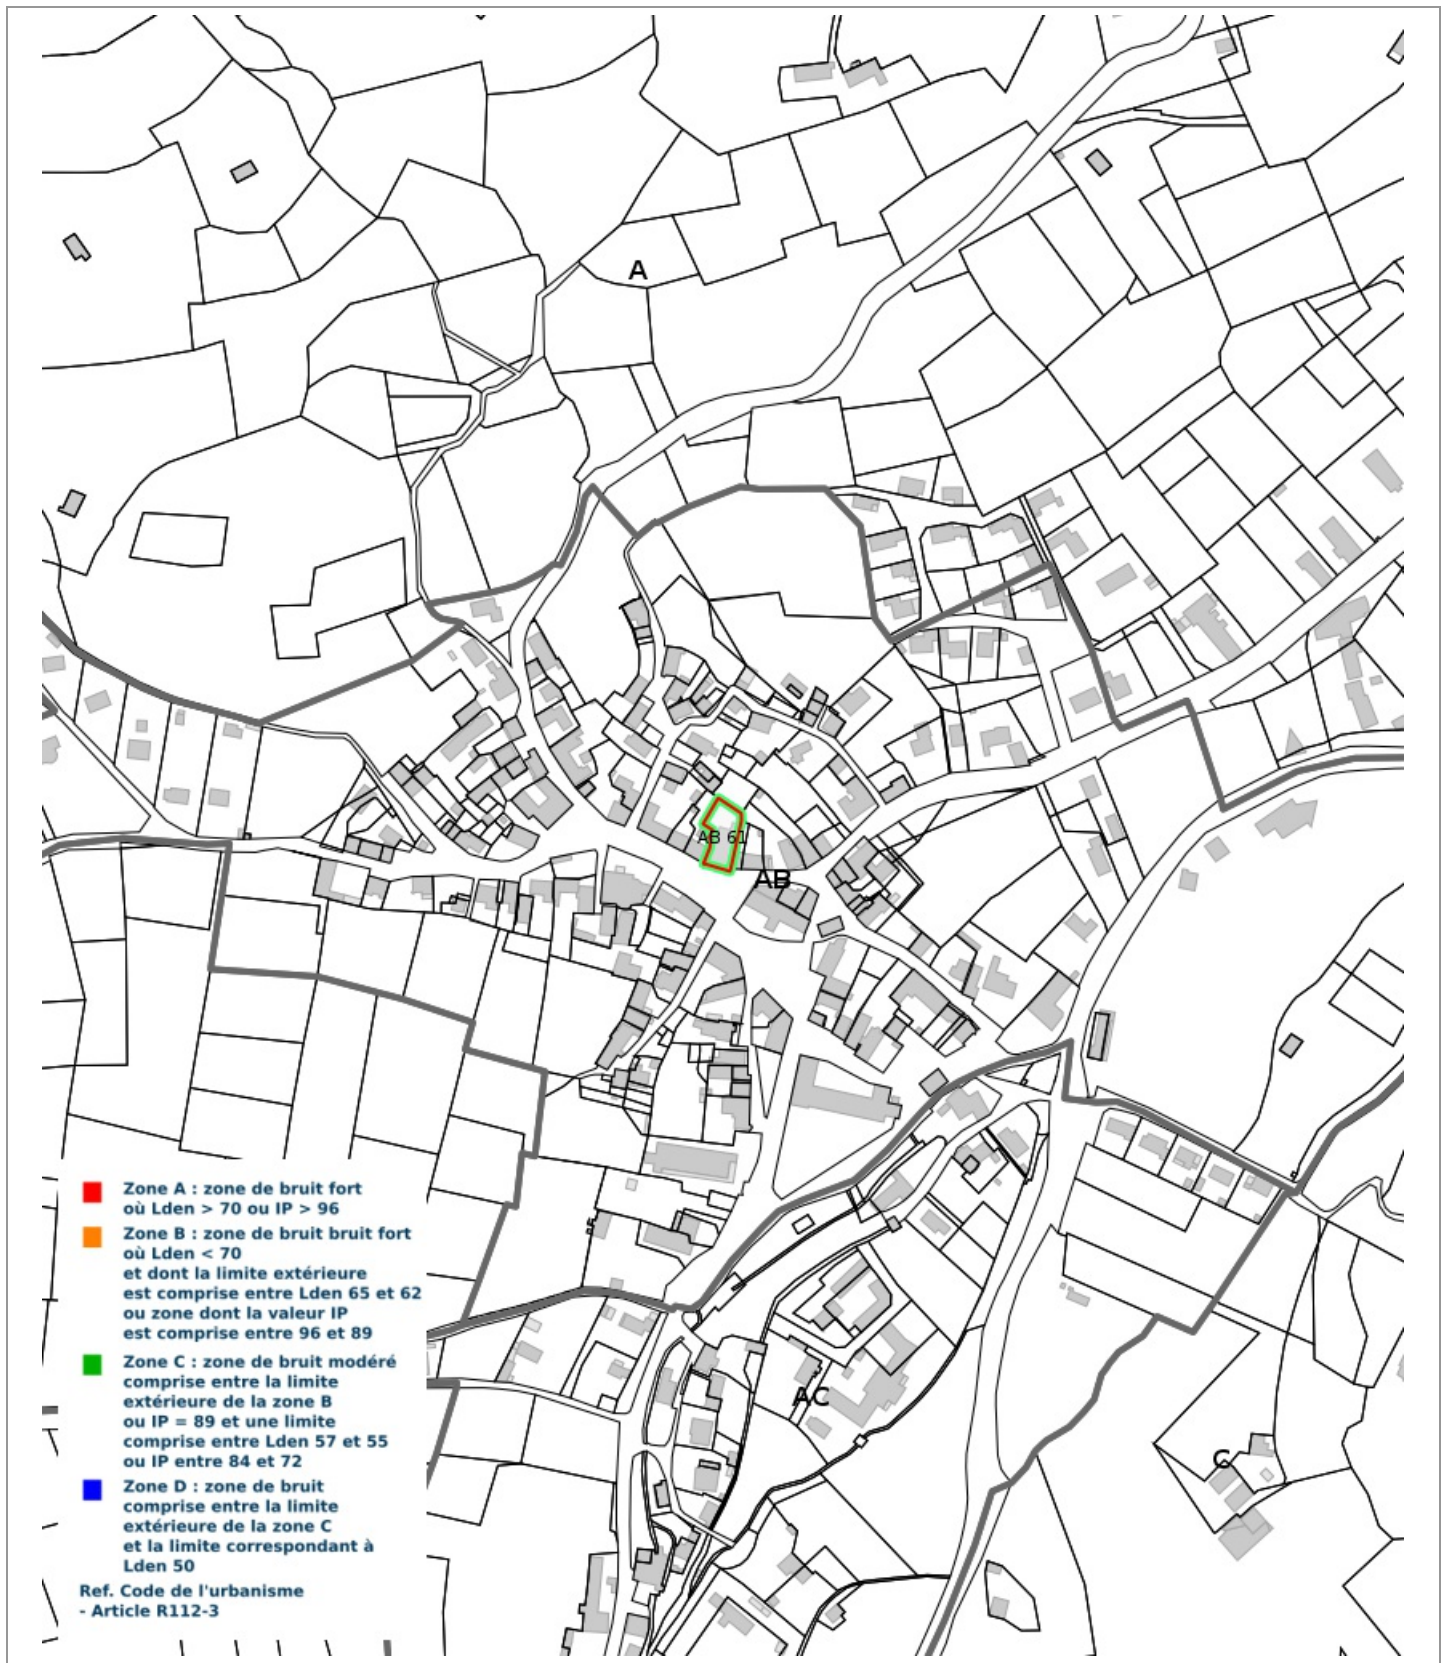 A
AB 61
AB
AC
C
Zone A : zone de bruit fort
où Lden > 70 ou IP > 96
Zone B : zone de bruit bruit fort
où Lden < 70
et dont la limite extérieure
est comprise entre Lden 65 et 62
ou zone dont la valeur IP
est comprise entre 96 et 89
Zone C : zone de bruit modéré
comprise entre la limite
extérieure de la zone B
ou IP = 89 et une limite
comprise entre Lden 57 et 55
ou IP entre 84 et 72
Zone D : zone de bruit
comprise entre la limite
extérieure de la zone C
et la limite correspondant à
Lden 50
Ref. Code de l'urbanisme
- Article R112-3